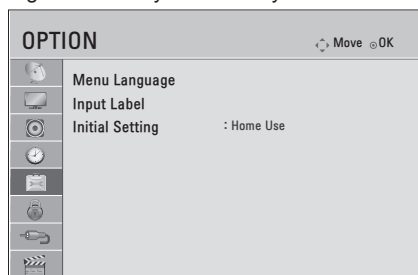 OPTION
Move OK
Menu Language
Input Label
Initial Setting : Home Use